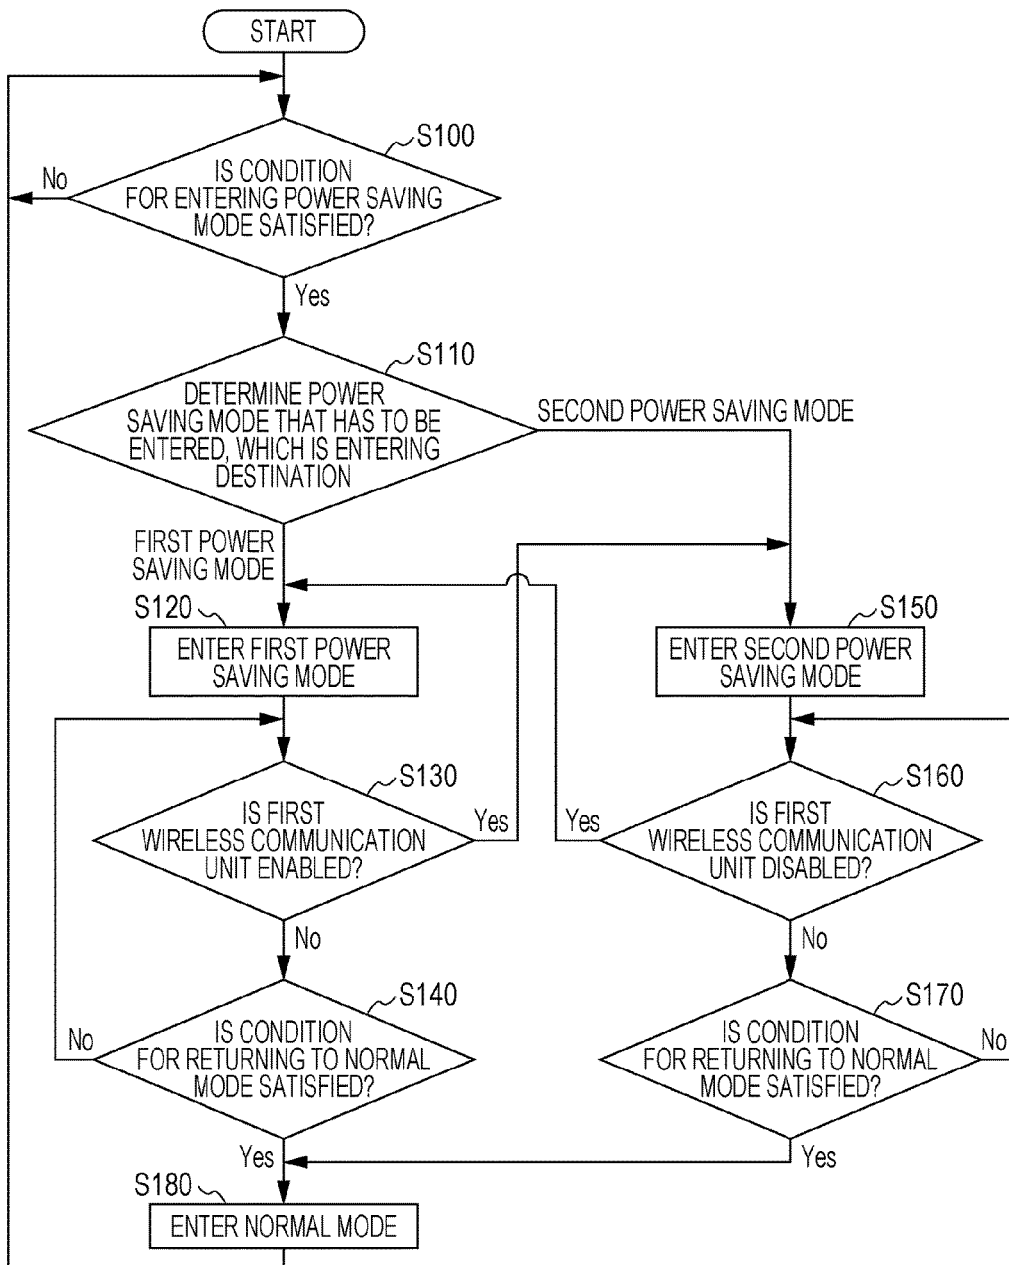 START
S100
No
IS CONDITION
FOR ENTERING POWER SAVING
MODE SATISFIED?
Yes
S110
DETERMINE POWER
SAVING MODE THAT HAS TO BE
ENTERED, WHICH IS ENTERING
DESTINATION
SECOND POWER SAVING MODE
FIRST POWER
SAVING MODE
S120
ENTER FIRST POWER
SAVING MODE
S150
ENTER SECOND POWER
SAVING MODE
S130
IS FIRST
WIRELESS COMMUNICATION
UNIT ENABLED?
Yes
No
S160
Yes
IS FIRST
WIRELESS COMMUNICATION
UNIT DISABLED?
No
S140
No
IS CONDITION
FOR RETURNING TO NORMAL
MODE SATISFIED?
Yes
S170
IS CONDITION
FOR RETURNING TO NORMAL
MODE SATISFIED?
No
Yes
S180
ENTER NORMAL MODE